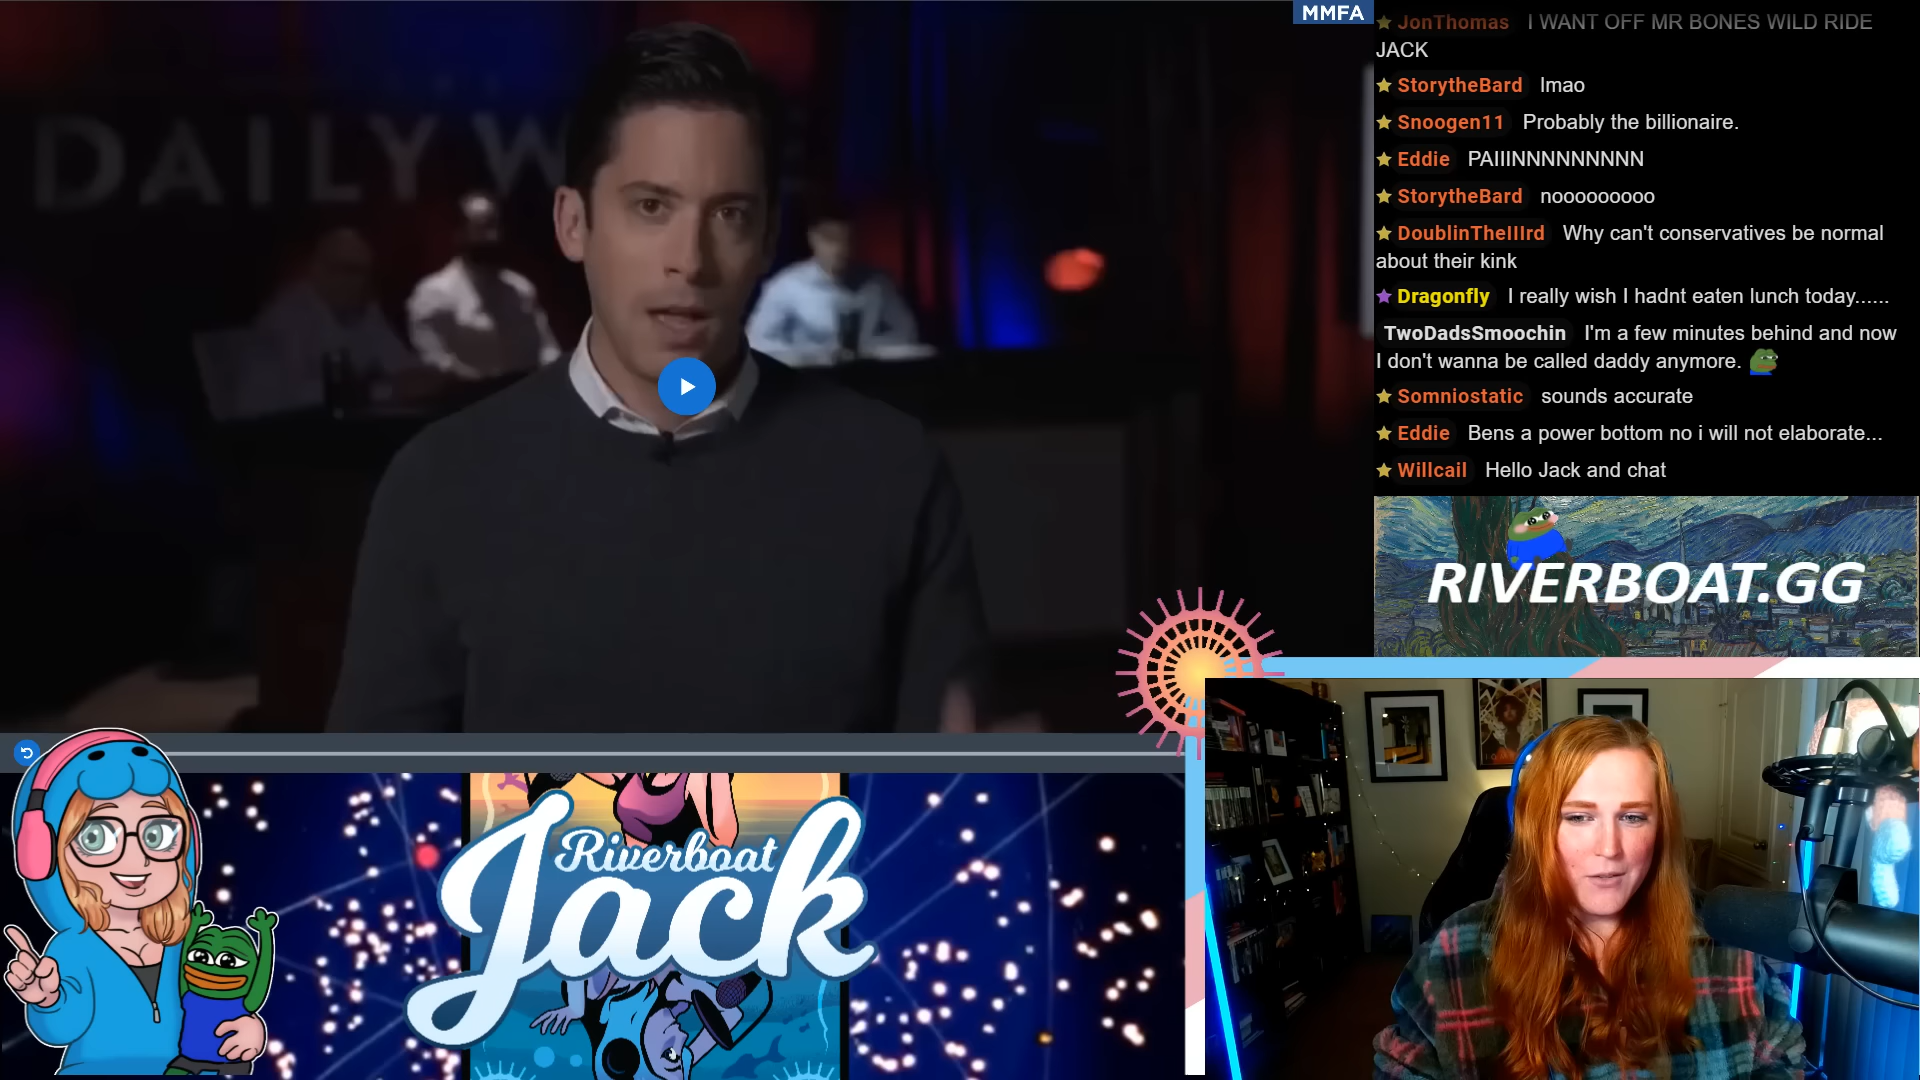 MMFA
DAILY W
JonThomas I WANT OFF MR BONES WILD RIDE
JACK
StorytheBard lmao
Snoogen11 Probably the billionaire.
Eddie PAIIINNNNNNNNNN
StorytheBard nooooooooo
DoublinTheIIIrd Why can't conservatives be normal
about their kink
Dragonfly I really wish I hadnt eaten lunch today......
TwoDadsSmoochin I'm a few minutes behind and now
I don't wanna be called daddy anymore.
Somniostatic sounds accurate
Eddie Bens a power bottom no i will not elaborate...
Willcail Hello Jack and chat
RIVERBOAT.GG
Riverboat
Jack